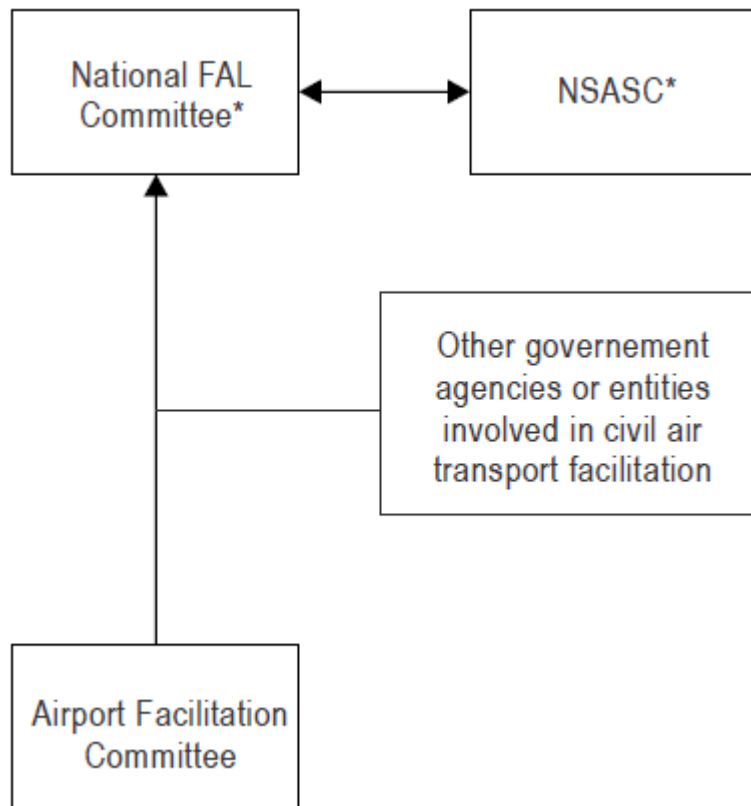 National FAL
Committee*
NSASC*
Other governement
agencies or entities
involved in civil air
transport facilitation
Airport Facilitation
Committee